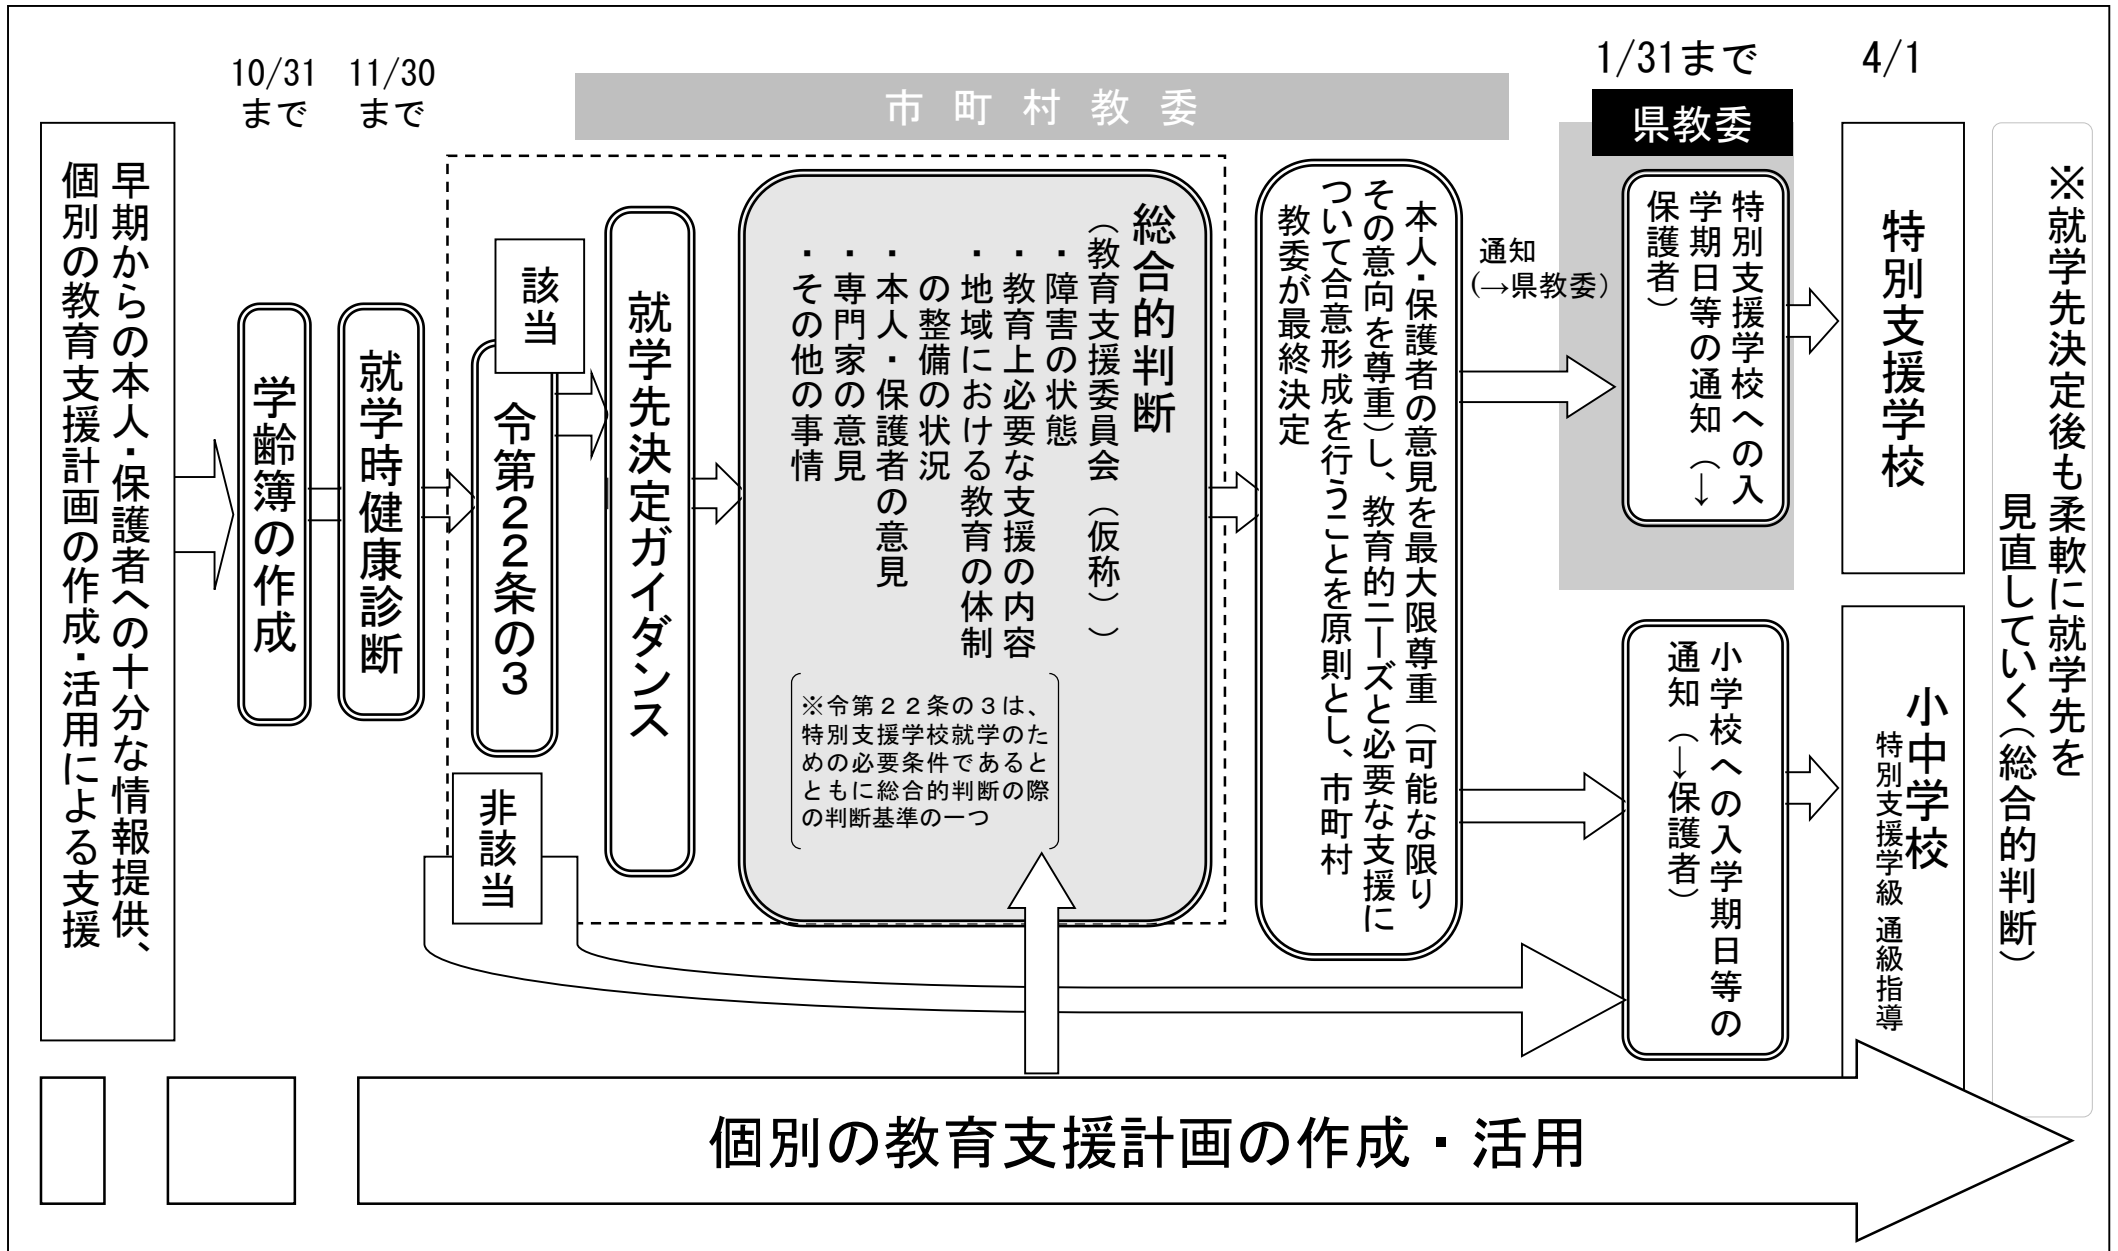 10/31
まで
11/30
まで
市町村教委
1/31まで
県教委
4/1
早期からの本人・保護者への十分な情報提供、
個別の教育支援計画の作成・活用による支援
学齢簿の作成
就学時健康診断
該当
令第２２条の３
非該当
就学先決定ガイダンス
総合的判断
（教育支援委員会（仮称））
・障害の状態
・教育上必要な支援の内容
・地域における教育の体制
の整備の状況
・本人・保護者の意見
・専門家の意見
・その他の事情
※令第２２条の３は、
特別支援学校就学のた
めの必要条件であると
ともに総合的判断の際
の判断基準の一つ
本人・保護者の意見を最大限尊重（可能な限り
その意向を尊重）し、教育的ニーズと必要な支援に
ついて合意形成を行うことを原則とし、市町村
教委が最終決定
通知
（→県教委）
特別支援学校への入
学期日等の通知（→
保護者）
小学校への入学期日等の
通知（→保護者）
特別支援学校
小中学校
特別支援学級 通級指導
※就学先決定後も柔軟に就学先を
見直していく（総合的判断）
個別の教育支援計画の作成・活用